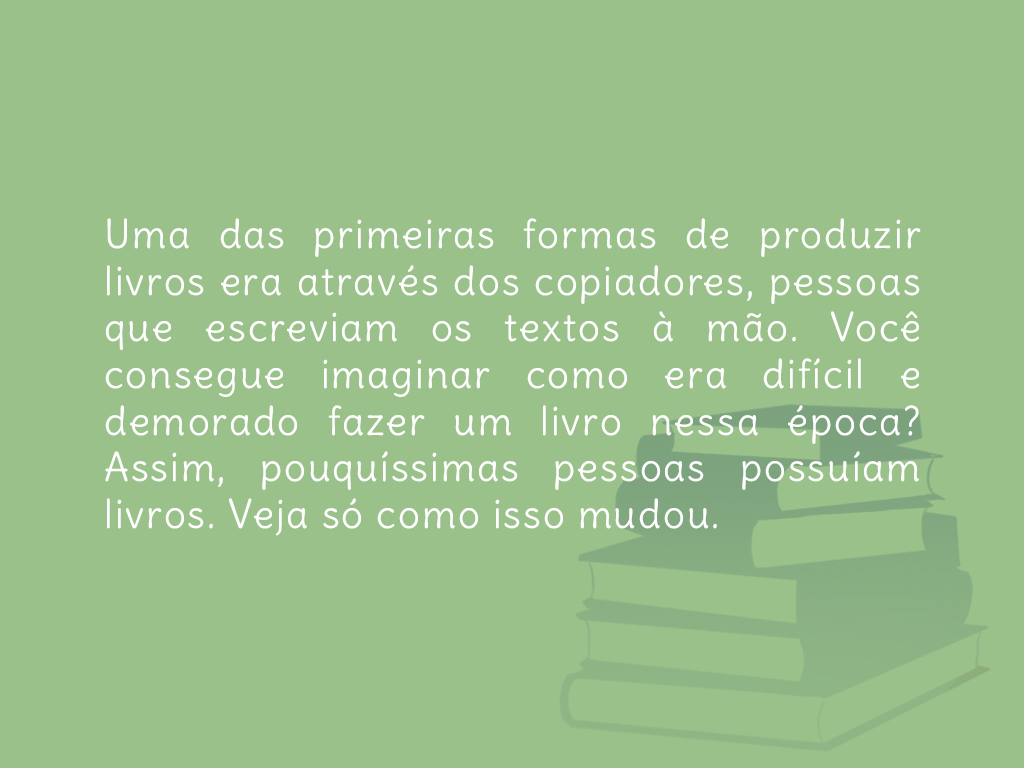 Uma das primeiras formas de produzir
livros era através dos copiadores, pessoas
que escreviam os textos à mão. Você
consegue imaginar como era difícil e
demorado fazer um livro nessa época?
Assim, pouquíssimas pessoas possuíam
livros. Veja só como isso mudou.